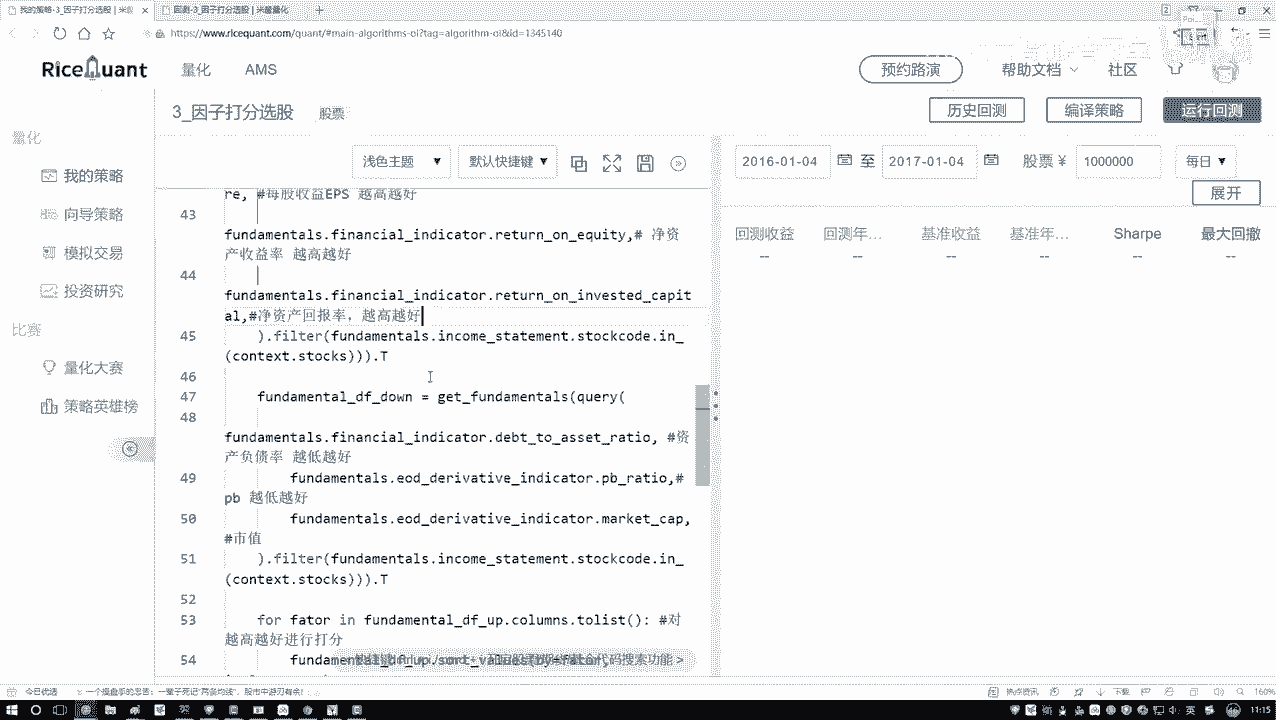 我的策略-3_因子打分选股 | 米
回测-3_因子打分选股 | 米筐量化
https://www.ricequant.com/quant/#main-algorithms-ol?tag=algorithm-ol&id=1345140
RiceQuant
量化
AMS
预约路演
帮助文档
社区
3_因子打分选股
股票
历史回测
编译策略
运行回测
量化
我的策略
向导策略
模拟交易
投资研究
比赛
量化大赛
策略英雄榜
浅色主题
默认快捷键
2016-01-04
至
2017-01-04
股票 ¥
1000000
每日
展开
回测收益
回测年...
基准收益
基准年...
Sharpe
最大回撤
--
--
--
--
--
--
re, #每股收益EPS 越高越好
43
fundamentals.financial_indicator.return_on_equity,# 净资
产收益率 越高越好
44
fundamentals.financial_indicator.return_on_invested_capit
al,#净资产回报率, 越高越好
45 ).filter(fundamentals.income_statement.stockcode.in_
(context.stocks))).T
46
47 fundamental_df_down = get_fundamentals(query(
48
fundamentals.financial_indicator.debt_to_asset_ratio, #资
产负债率 越低越好
49 fundamentals.eod_derivative_indicator.pb_ratio,#
pb 越低越好
50 fundamentals.eod_derivative_indicator.market_cap,
#市值
51 ).filter(fundamentals.income_statement.stockcode.in_
(context.stocks))).T
52
53 for fator in fundamental_df_up.columns.tolist(): #对
越高越好进行打分
54
今日优选
一个操盘手的忠告: 一辈子死记"两条均线", 股市中游刃有余!
热点资讯
下载
160%
英
11:15